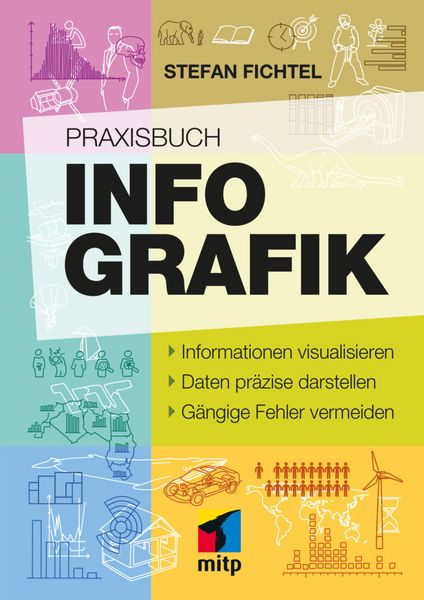 STEFAN FICHTEL
PRAXISBUCH
INFO
GRAFIK
Informationen visualisieren
Daten präzise darstellen
Gängige Fehler vermeiden
mitp